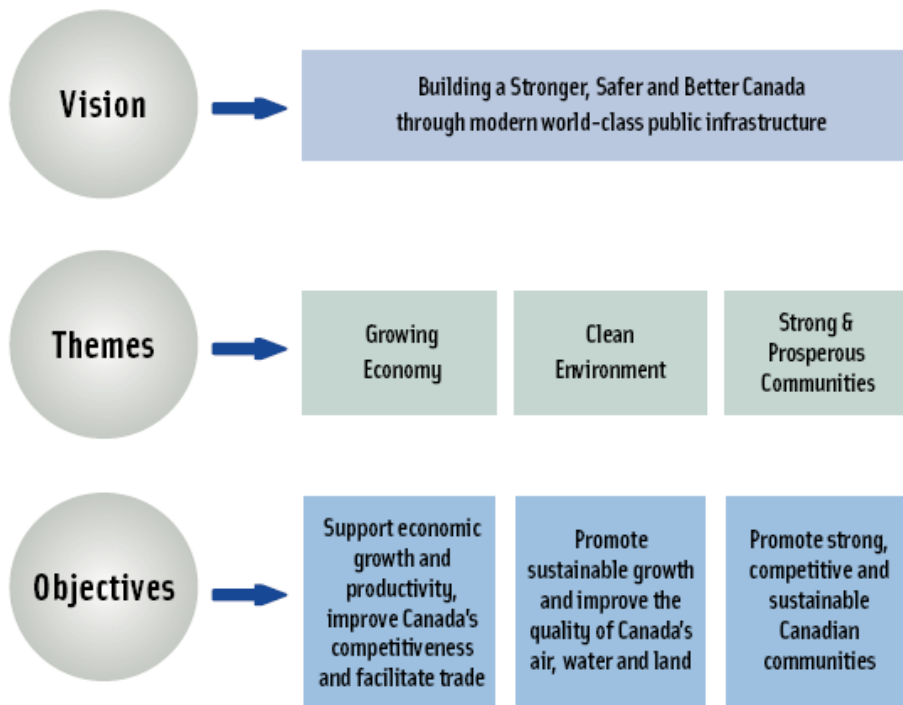 Vision
Building a Stronger, Safer and Better Canada
through modern world-class public infrastructure
Themes
Growing
Economy
Clean
Environment
Strong &
Prosperous
Communities
Objectives
Support economic
growth and
productivity,
improve Canada's
competitiveness
and facilitate trade
Promote
sustainable growth
and improve the
quality of Canada's
air, water and land
Promote strong,
competitive and
sustainable
Canadian
communities